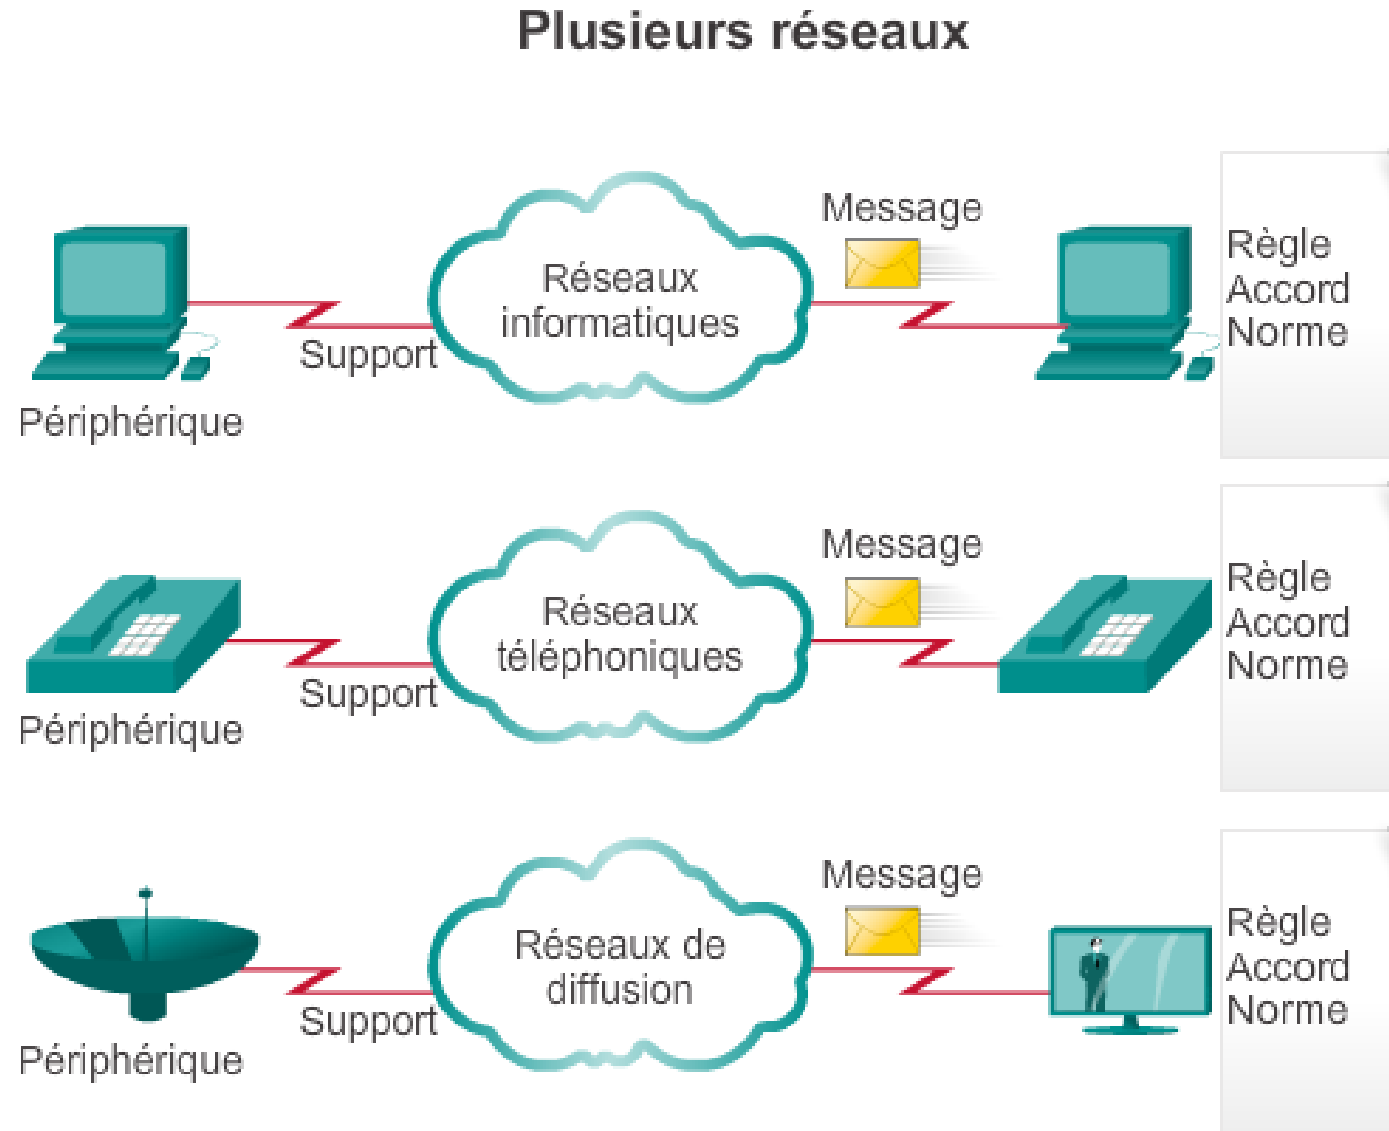 Plusieurs réseaux
Message
Réseaux
informatiques
Support
Périphérique
Règle
Accord
Norme
Message
Réseaux
téléphoniques
Support
Périphérique
Règle
Accord
Norme
Message
Réseaux de
diffusion
Support
Périphérique
Règle
Accord
Norme